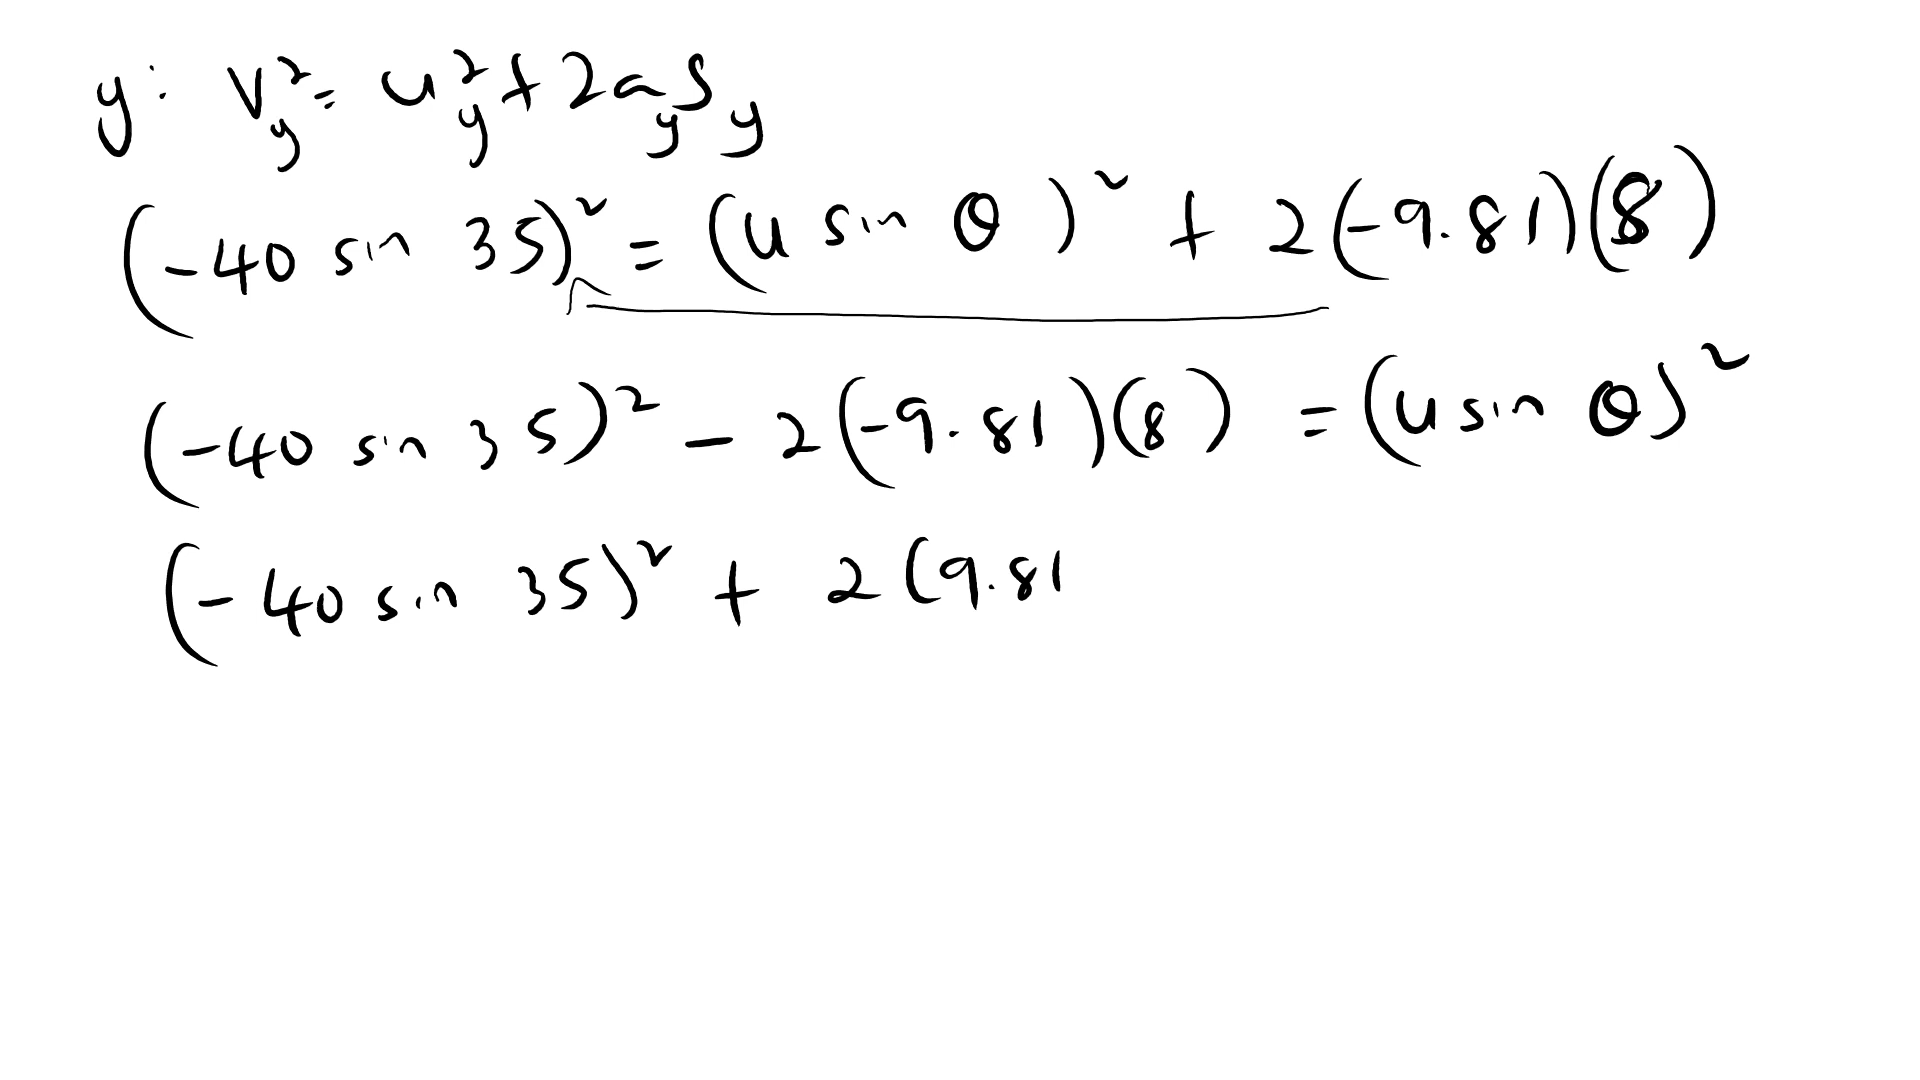 y: v_y² = u_y² + 2a_y s_y
(-40 sin 35)² = (u sin θ)² + 2(-9.81)(8)
(-40 sin 35)² - 2(-9.81)(8) = (u sin θ)²
(-40 sin 35)² + 2(9.81